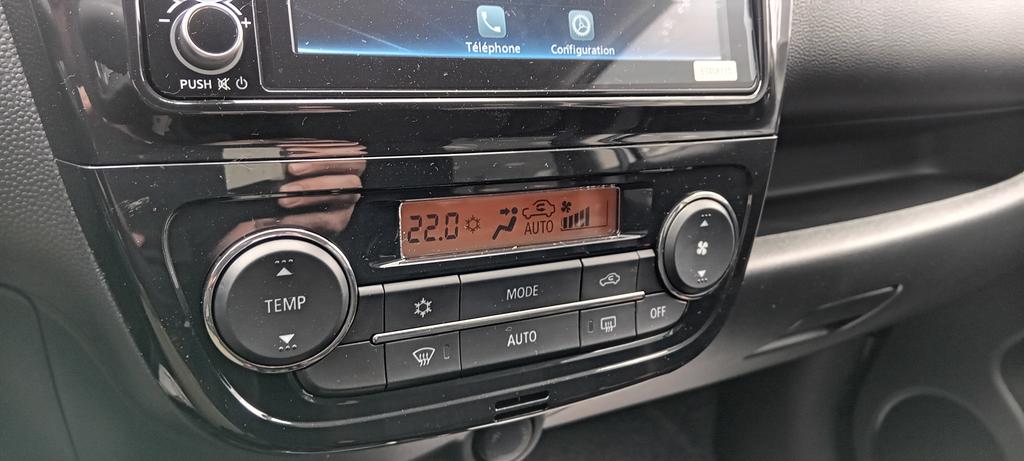 Téléphone
Configuration
− +
PUSH
22.0
AUTO
TEMP
MODE
AUTO
OFF